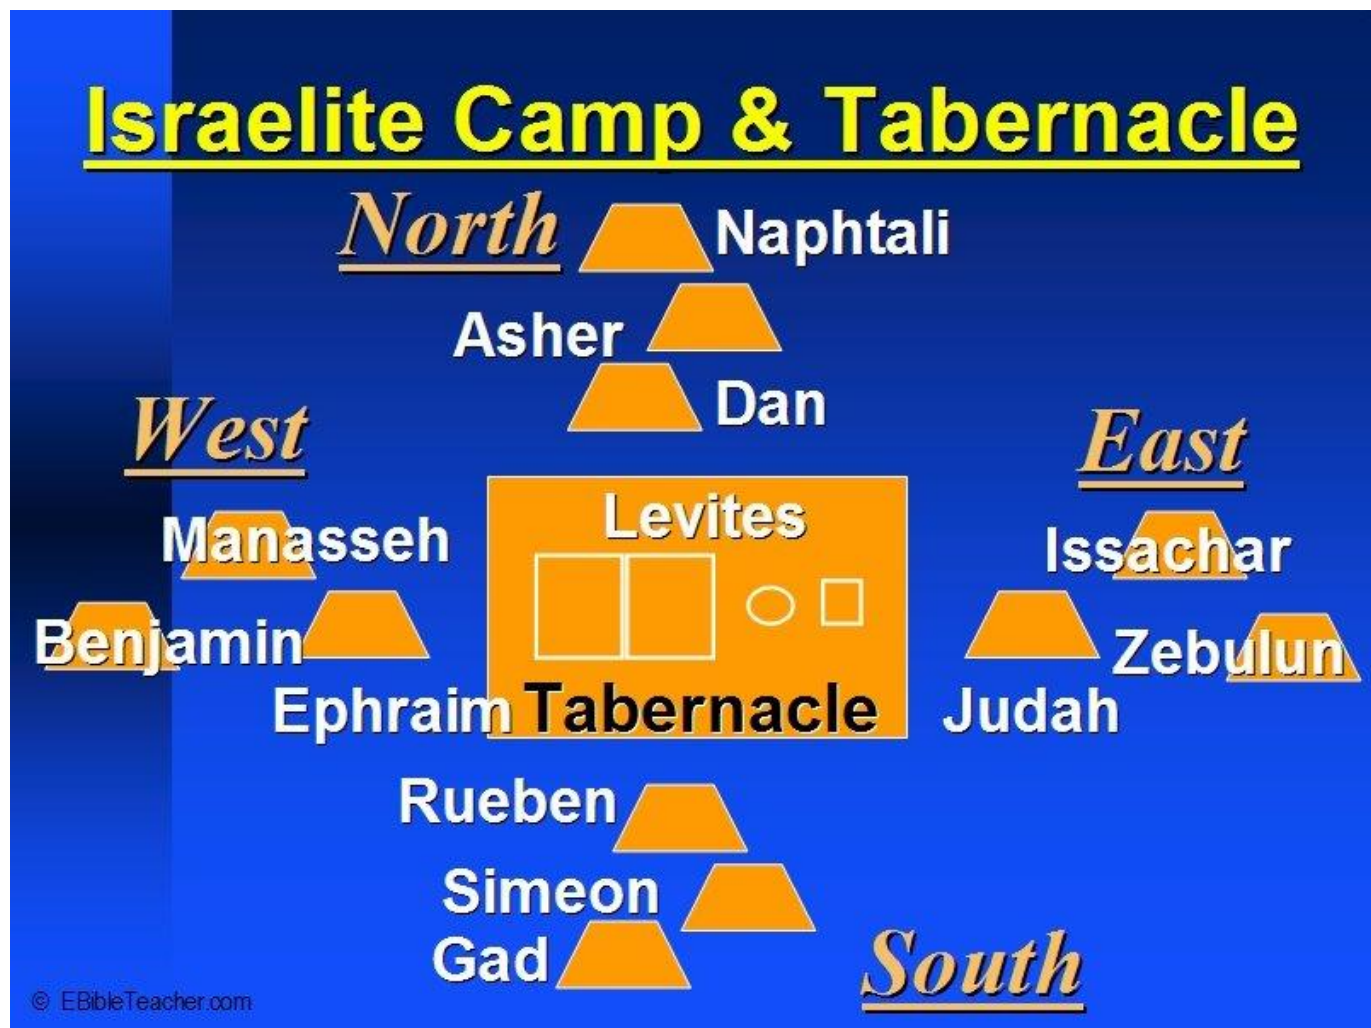 Israelite Camp & Tabernacle
North
Naphtali
Asher
Dan
West
East
Levites
Manasseh
Issachar
Benjamin
Zebulun
Ephraim
Tabernacle
Judah
Rueben
Simeon
Gad
South
© EBibleTeacher.com